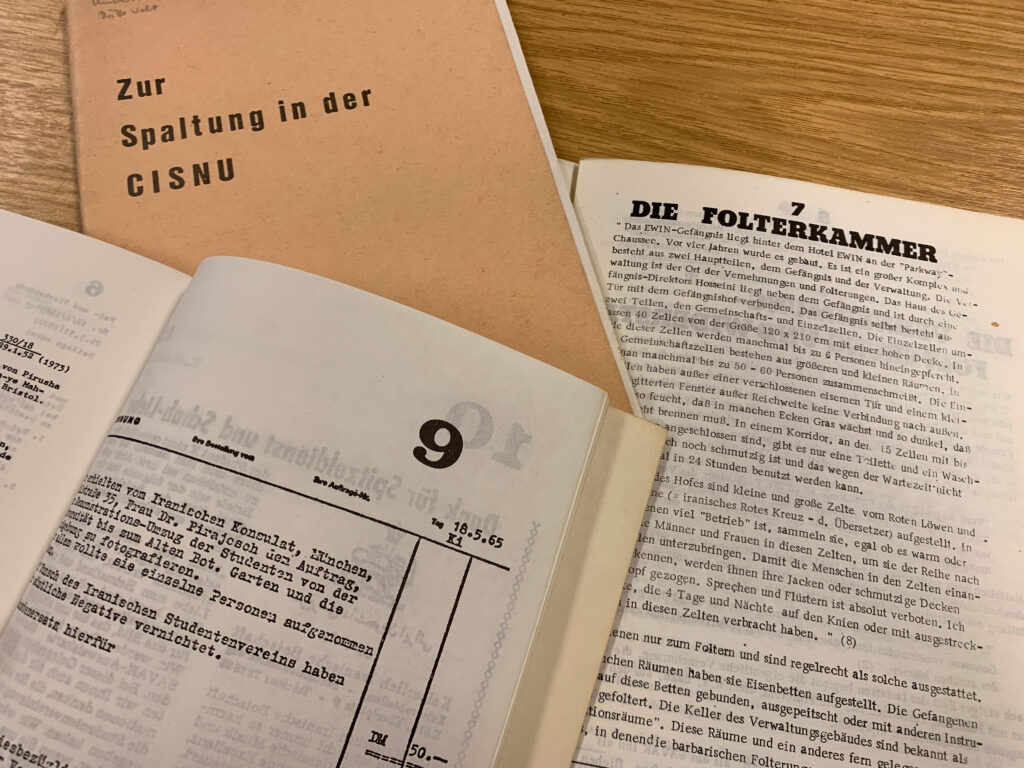 Zur
Spaltung in der
CISNU
330/18
(1973)
von Pirusha
Bristol.
9
Ihre Bestellung vom
Ihre Auftrags-Nr.
Tag 18.5.65
Ki
vom Iranischen Konsulat, München,
35, Frau Dr. Pirajesch den Auftrag,
Demonstrations-Umzug der Studenten von der
bis zum Alten Bot. Garten und die
zu fotografieren.
sollte sie einzelne Personen aufgenommen
des Iranischen Studentenvereins haben
Negative vernichtet.
hierfür
DM 50.--
7
DIE FOLTERKAMMER
" Das EWIN-Gefängnis liegt hinter dem Hotel EWIN an der "Parkway"-
Chaussee. Vor vier Jahren wurde es gebaut. Es ist ein großer Komplex und
besteht aus zwei Hauptteilen, dem Gefängnis und der Verwaltung. Die Ver-
waltung ist der Ort der Vernehmungen und Folterungen. Das Haus des Ge-
fängnis-Direktors Hosseini liegt neben dem Gefängnis und ist durch eine
Tür mit dem Gefängnishof verbunden. Das Gefängnis selbst besteht aus
zwei Teilen, den Gemeinschafts- und Einzelzellen. Die Einzelzellen um-
assen 40 Zellen von der Größe 120 x 210 cm mit einer hohen Decke. In
dieser Zellen werden manchmal bis zu 6 Personen hineingepfercht.
Gemeinschaftszellen bestehen aus größeren und kleinen Räumen, in
man manchmal bis zu 50 - 60 Personen zusammenschmeißt. Die Ein-
haben außer einer verschlossenen eisernen Tür und einem klei-
gitterten Fenster außer Reichweite keine Verbindung nach außen.
so feucht, daß in manchen Ecken Gras wächst und so dunkel, daß
brennen muß. In einem Korridor, an den 15 Zellen mit bis
angeschlossen sind, gibt es nur eine Toilette und ein Wasch-
noch schmutzig ist und das wegen der Wartezeit nicht
in 24 Stunden benutzt werden kann.
des Hofes sind kleine und große Zelte vom Roten Löwen und
(= iranisches Rotes Kreuz - d, Übersetzer) aufgestellt. In
enen viel "Betrieb" ist, sammeln sie, egal ob es warm oder
Männer und Frauen in diesen Zelten, um sie der Reihe nach
unterzubringen. Damit die Menschen in den Zelten einan-
kennen, werden ihnen ihre Jacken oder schmutzige Decken
gezogen. Sprechen und Flüstern ist absolut verboten. Ich
die 4 Tage und Nächte auf den Knien oder mit ausgestreck-
in diesen Zelten verbracht haben. " (8)
nur zum Foltern und sind regelrecht als solche ausgestattet.
Räumen haben sie Eisenbetten aufgestellt. Die Gefangenen
auf diese Betten gebunden, ausgepeitscht oder mit anderen Instru-
gefoltert. Die Keller des Verwaltungsgebäudes sind bekannt als
tionsräume". Diese Räume und ein anderes fern gelegenes
in denen die barbarischen